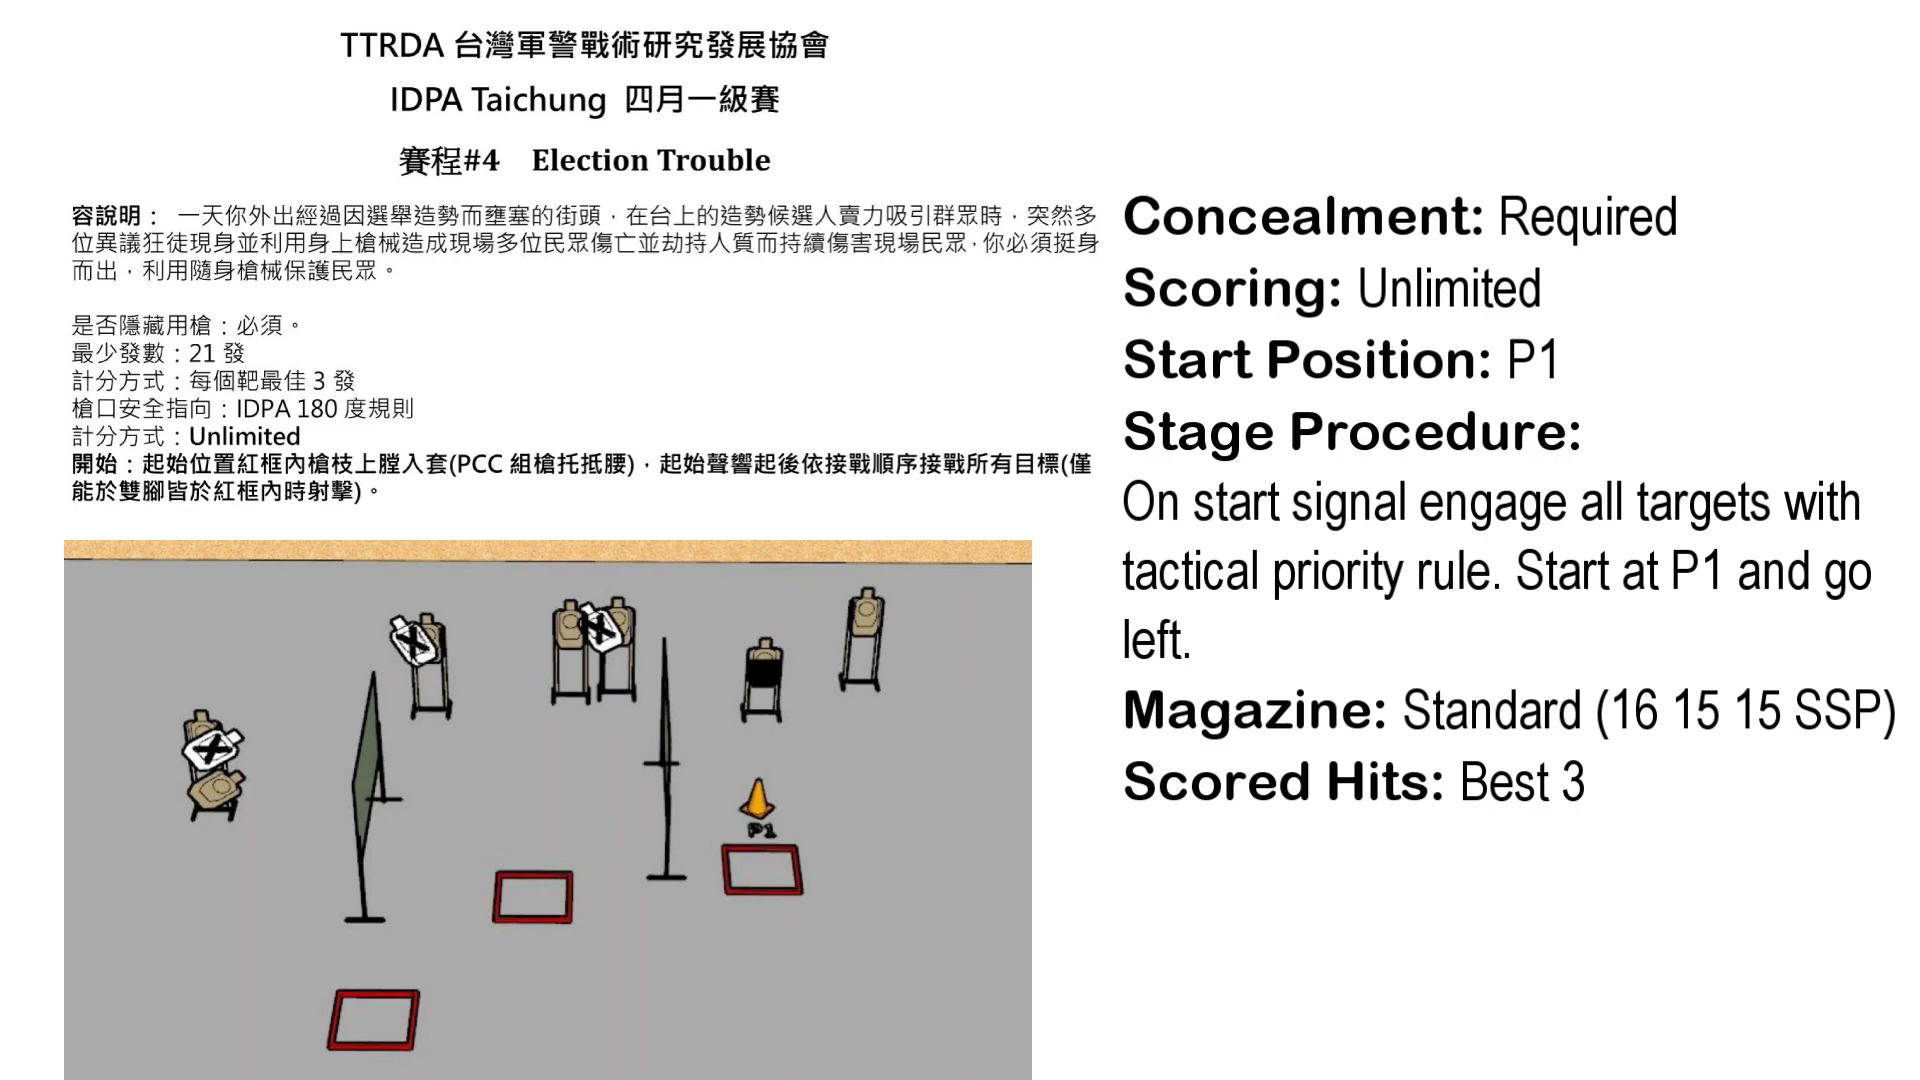 TTRDA 台灣軍警戰術研究發展協會
IDPA Taichung 四月一級賽
賽程#4 Election Trouble
容說明： 一天你外出經過因選舉造勢而壅塞的街頭，在台上的造勢候選人賣力吸引群眾時，突然多
位異議狂徒現身並利用身上槍械造成現場多位民眾傷亡並劫持人質而持續傷害現場民眾，你必須挺身
而出，利用隨身槍械保護民眾。
是否隱藏用槍：必須。
最少發數：21 發
計分方式：每個靶最佳 3 發
槍口安全指向：IDPA 180 度規則
計分方式：Unlimited
開始：起始位置紅框內槍枝上膛入套(PCC 組槍托抵腰)，起始聲響起後依接戰順序接戰所有目標(僅
能於雙腳皆於紅框內時射擊)。
P1
Concealment: Required
Scoring: Unlimited
Start Position: P1
Stage Procedure:
On start signal engage all targets with
tactical priority rule. Start at P1 and go
left.
Magazine: Standard (16 15 15 SSP)
Scored Hits: Best 3